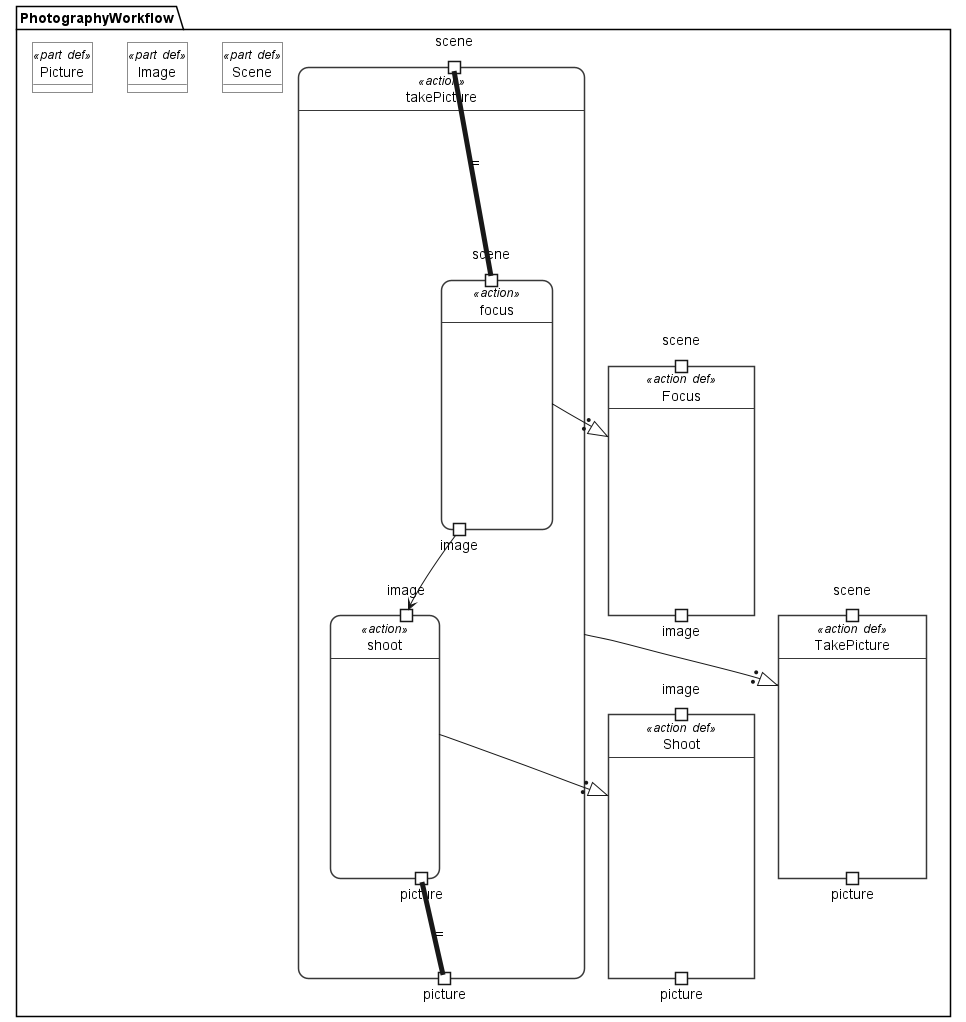 PhotographyWorkflow
«part def»
Picture
«part def»
Image
«part def»
Scene
scene
«action»
takePicture
=
scene
«action»
focus
image
scene
«action def»
Focus
image
image
«action»
shoot
picture
=
picture
scene
«action def»
TakePicture
picture
image
«action def»
Shoot
picture